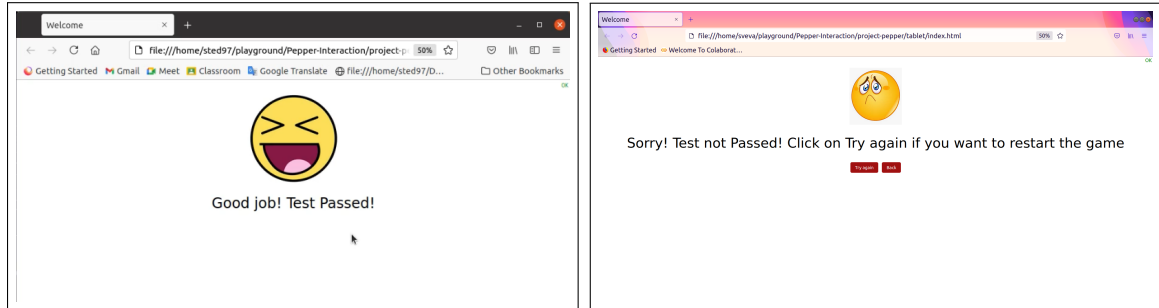 Welcome
file:///home/sted97/playground/Pepper-Interaction/project-p
50%
Getting Started Gmail Meet Classroom Google Translate file:///home/sted97/D... Other Bookmarks
OK
Good job! Test Passed!
Welcome
file:///home/sveva/playground/Pepper-Interaction/project-pepper/tablet/index.html
50%
Getting Started Welcome To Colaborat...
OK
Sorry! Test not Passed! Click on Try again if you want to restart the game
Try again Back